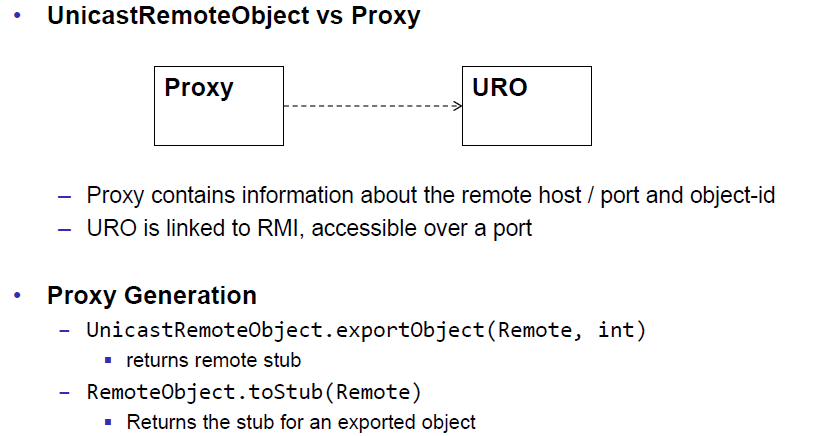 • UnicastRemoteObject vs Proxy
Proxy
URO
– Proxy contains information about the remote host / port and object-id
– URO is linked to RMI, accessible over a port
• Proxy Generation
– UnicastRemoteObject.exportObject(Remote, int)
▪ returns remote stub
– RemoteObject.toStub(Remote)
▪ Returns the stub for an exported object